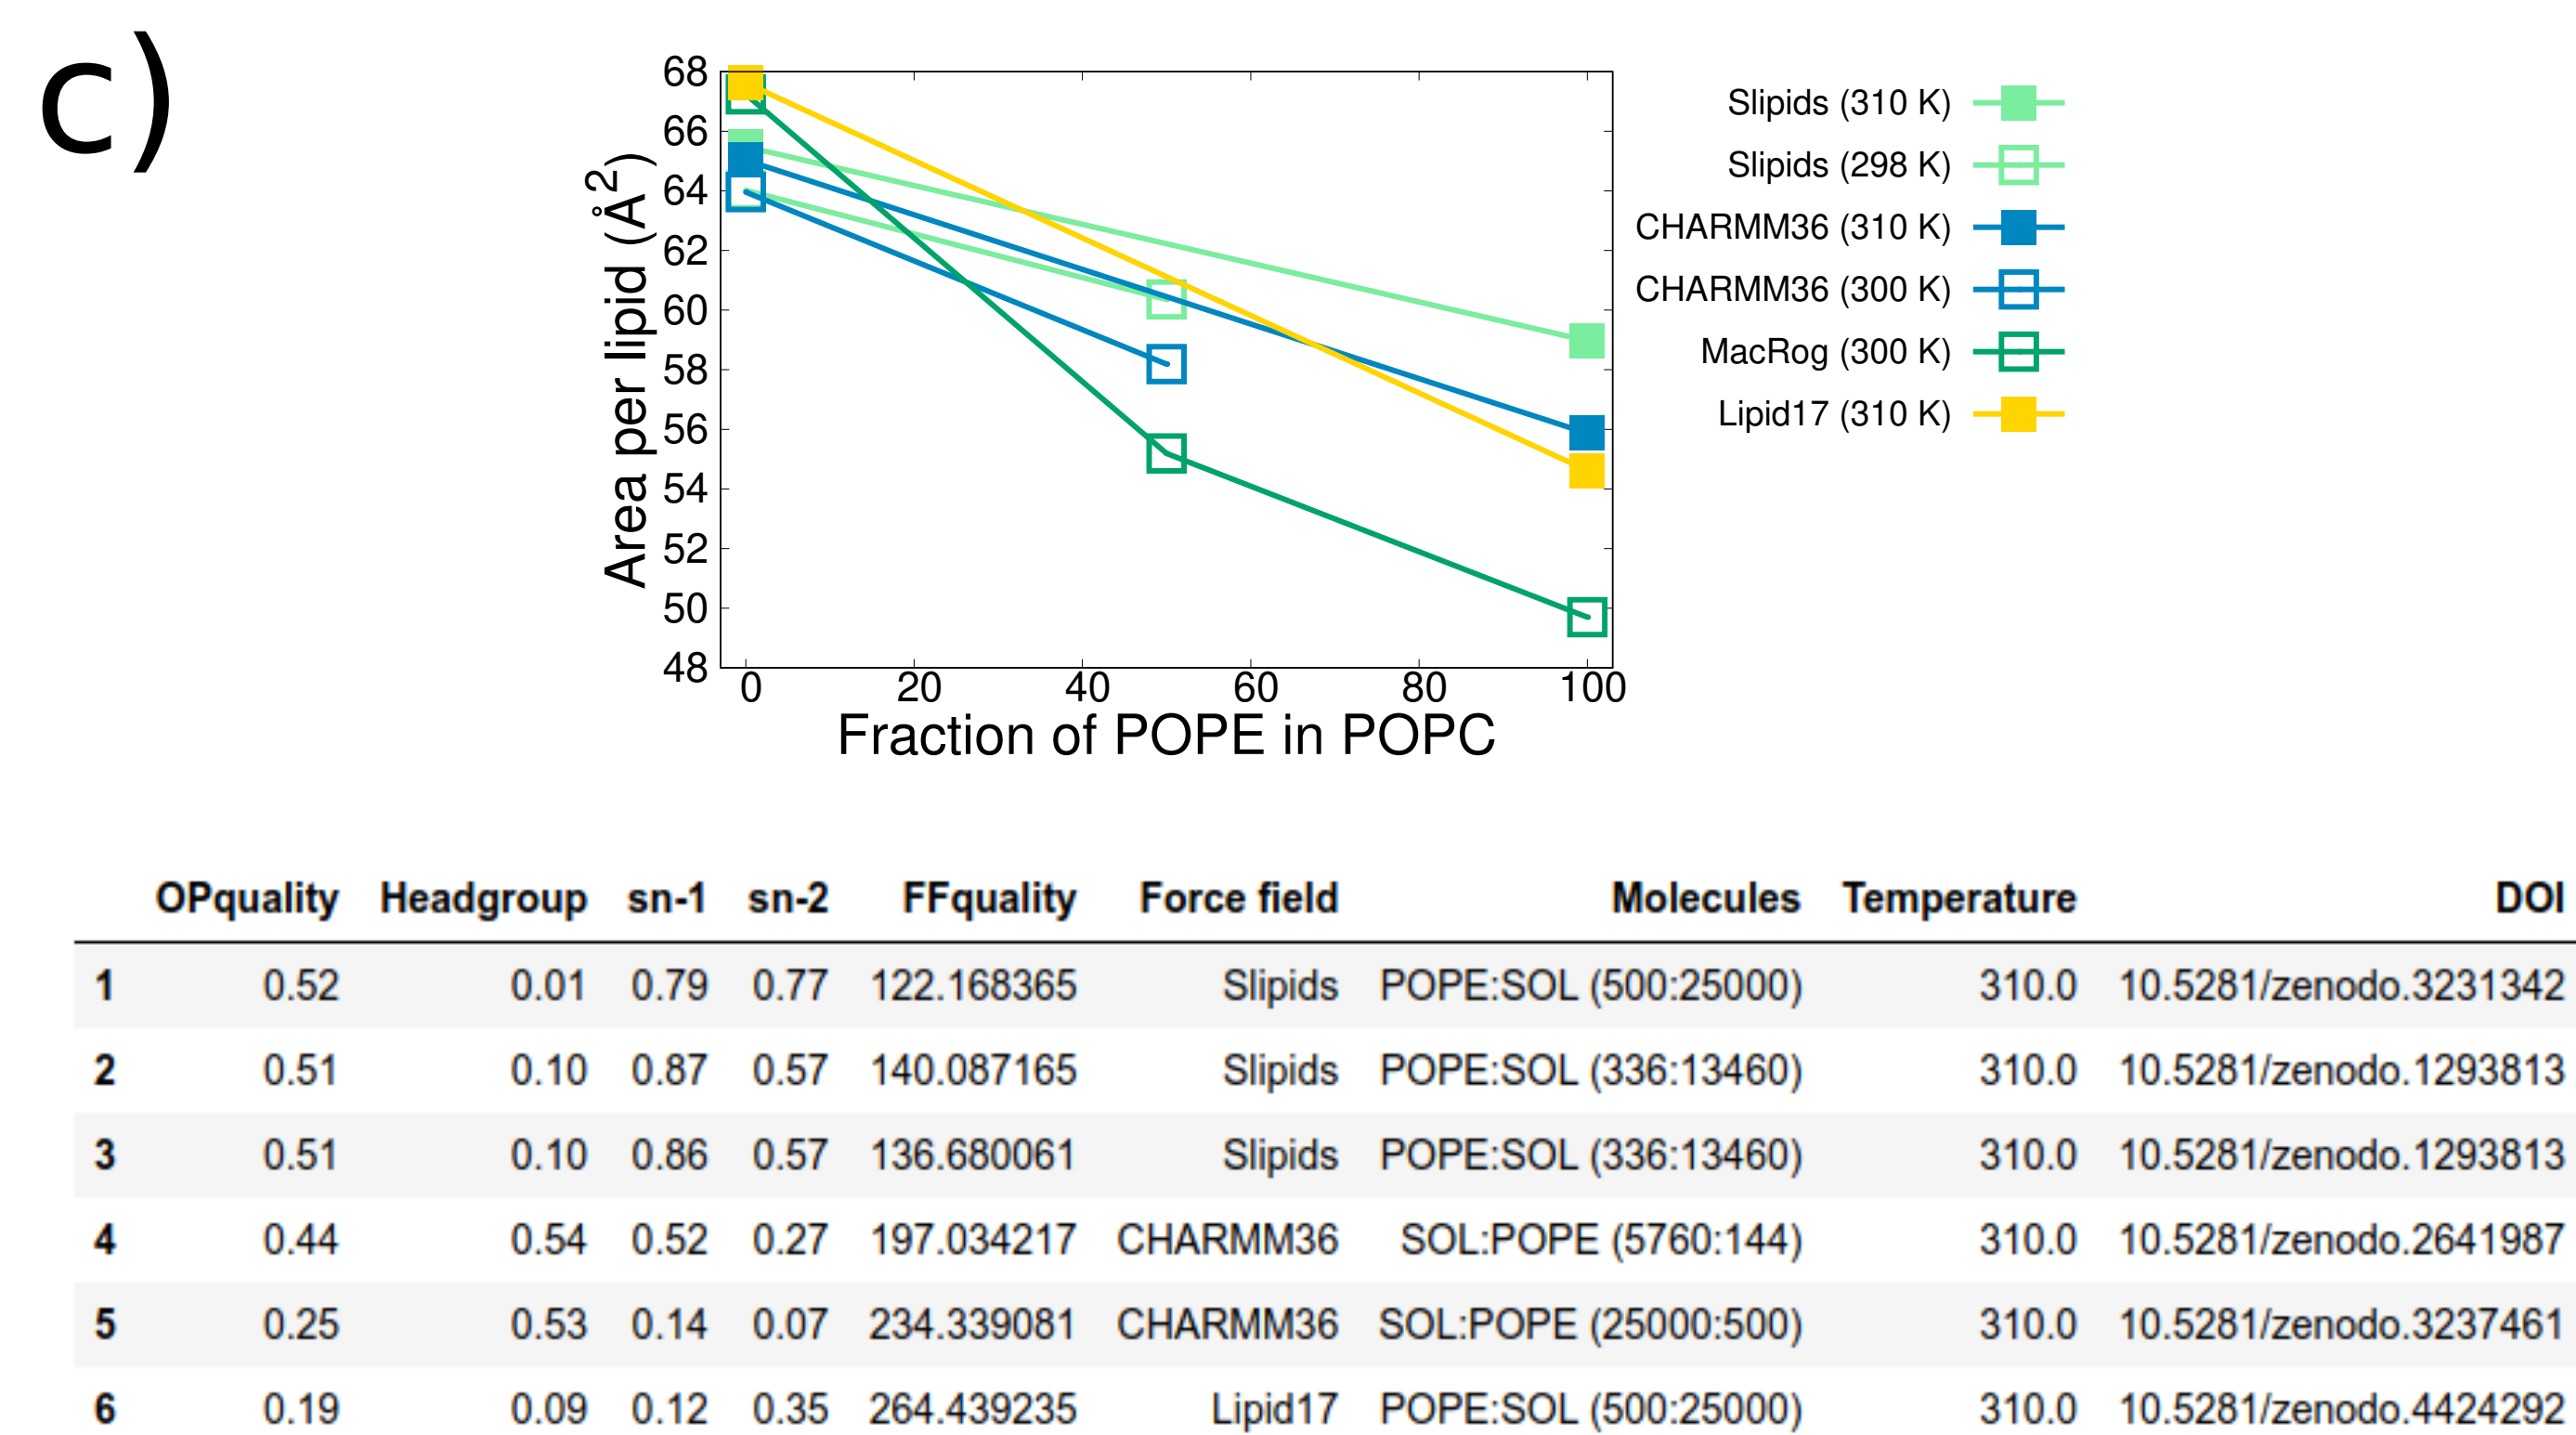 c)
Area per lipid (Å2)
68
66
64
62
60
58
56
54
52
50
48
0 20 40 60 80 100
Fraction of POPE in POPC
Slipids (310 K)
Slipids (298 K)
CHARMM36 (310 K)
CHARMM36 (300 K)
MacRog (300 K)
Lipid17 (310 K)
OPquality Headgroup sn-1 sn-2 FFquality Force field Molecules Temperature DOI
1 0.52 0.01 0.79 0.77 122.168365 Slipids POPE:SOL (500:25000) 310.0 10.5281/zenodo.3231342
2 0.51 0.10 0.87 0.57 140.087165 Slipids POPE:SOL (336:13460) 310.0 10.5281/zenodo.1293813
3 0.51 0.10 0.86 0.57 136.680061 Slipids POPE:SOL (336:13460) 310.0 10.5281/zenodo.1293813
4 0.44 0.54 0.52 0.27 197.034217 CHARMM36 SOL:POPE (5760:144) 310.0 10.5281/zenodo.2641987
5 0.25 0.53 0.14 0.07 234.339081 CHARMM36 SOL:POPE (25000:500) 310.0 10.5281/zenodo.3237461
6 0.19 0.09 0.12 0.35 264.439235 Lipid17 POPE:SOL (500:25000) 310.0 10.5281/zenodo.4424292